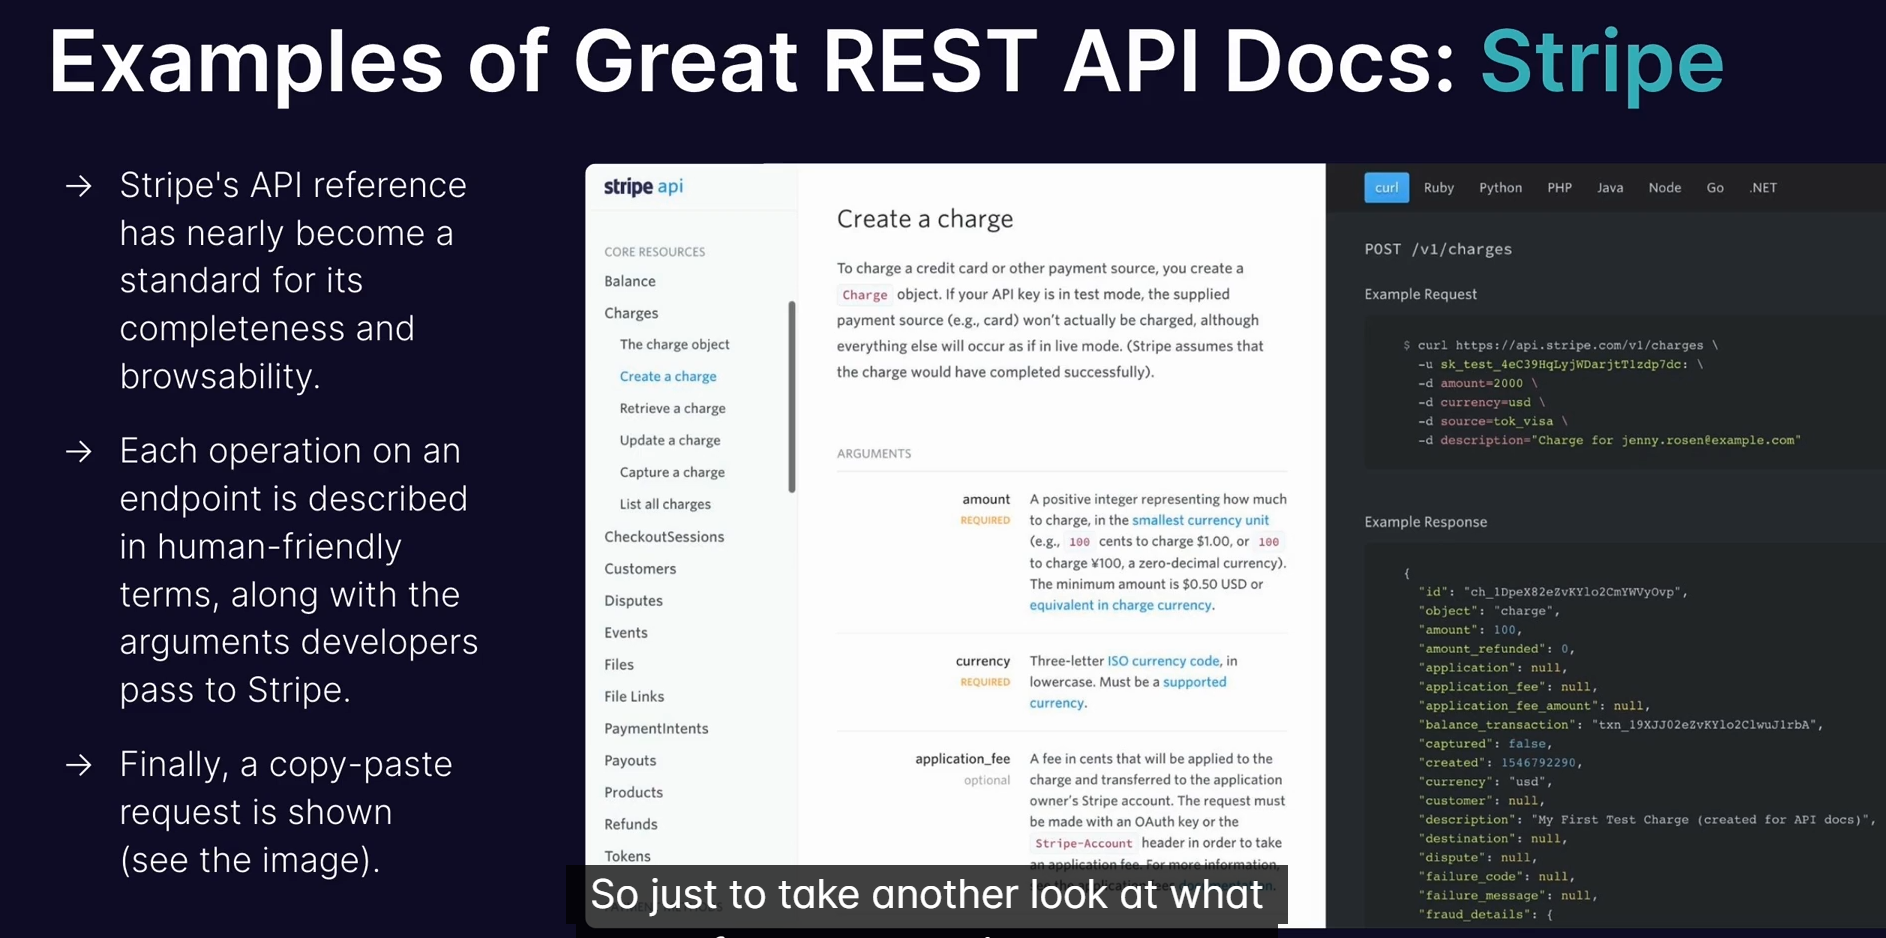 Examples of Great REST API Docs: Stripe
→ Stripe's API reference
has nearly become a
standard for its
completeness and
browsability.
→ Each operation on an
endpoint is described
in human-friendly
terms, along with the
arguments developers
pass to Stripe.
→ Finally, a copy-paste
request is shown
(see the image).
stripe api
CORE RESOURCES
Balance
Charges
The charge object
Create a charge
Retrieve a charge
Update a charge
Capture a charge
List all charges
CheckoutSessions
Customers
Disputes
Events
Files
File Links
PaymentIntents
Payouts
Products
Refunds
Tokens
Create a charge
To charge a credit card or other payment source, you create a
Charge object. If your API key is in test mode, the supplied
payment source (e.g., card) won't actually be charged, although
everything else will occur as if in live mode. (Stripe assumes that
the charge would have completed successfully).
ARGUMENTS
amount
REQUIRED
A positive integer representing how much
to charge, in the smallest currency unit
(e.g., 100 cents to charge $1.00, or 100
to charge ¥100, a zero-decimal currency).
The minimum amount is $0.50 USD or
equivalent in charge currency.
currency
REQUIRED
Three-letter ISO currency code, in
lowercase. Must be a supported
currency.
application_fee
optional
A fee in cents that will be applied to the
charge and transferred to the application
owner's Stripe account. The request must
be made with an OAuth key or the
Stripe-Account header in order to take
an application fee. For more information,
curl Ruby Python PHP Java Node Go .NET
POST /v1/charges
Example Request
$ curl https://api.stripe.com/v1/charges \
-u sk_test_4eC39HqLyjWDarjtT1zdp7dc: \
-d amount=2000 \
-d currency=usd \
-d source=tok_visa \
-d description="Charge for jenny.rosen@example.com"
Example Response
{
"id": "ch_1DpeX82eZvKYlo2CmYWVyOvp",
"object": "charge",
"amount": 100,
"amount_refunded": 0,
"application": null,
"application_fee": null,
"application_fee_amount": null,
"balance_transaction": "txn_19XJJ02eZvKYlo2ClwuJ1rbA",
"captured": false,
"created": 1546792290,
"currency": "usd",
"customer": null,
"description": "My First Test Charge (created for API docs)",
"destination": null,
"dispute": null,
"failure_code": null,
"failure_message": null,
"fraud_details": {
So just to take another look at what